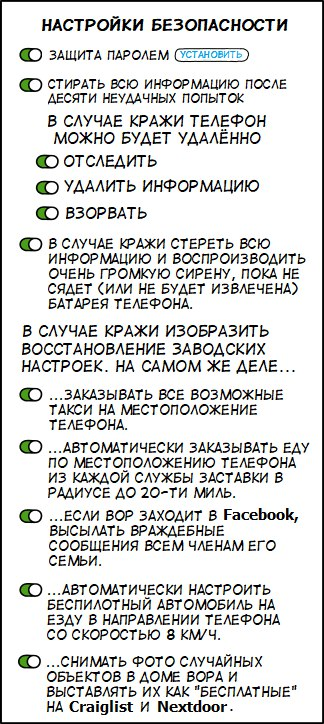 НАСТРОЙКИ БЕЗОПАСНОСТИ
ЗАЩИТА ПАРОЛЕМ УСТАНОВИТЬ
СТИРАТЬ ВСЮ ИНФОРМАЦИЮ ПОСЛЕ
ДЕСЯТИ НЕУДАЧНЫХ ПОПЫТОК
В СЛУЧАЕ КРАЖИ ТЕЛЕФОН
МОЖНО БУДЕТ УДАЛЁННО
ОТСЛЕДИТЬ
УДАЛИТЬ ИНФОРМАЦИЮ
ВЗОРВАТЬ
В СЛУЧАЕ КРАЖИ СТЕРЕТЬ ВСЮ
ИНФОРМАЦИЮ И ВОСПРОИЗВОДИТЬ
ОЧЕНЬ ГРОМКУЮ СИРЕНУ, ПОКА НЕ
СЯДЕТ (ИЛИ НЕ БУДЕТ ИЗВЛЕЧЕНА)
БАТАРЕЯ ТЕЛЕФОНА.
В СЛУЧАЕ КРАЖИ ИЗОБРАЗИТЬ
ВОССТАНОВЛЕНИЕ ЗАВОДСКИХ
НАСТРОЕК. НА САМОМ ЖЕ ДЕЛЕ...
...ЗАКАЗЫВАТЬ ВСЕ ВОЗМОЖНЫЕ
ТАКСИ НА МЕСТОПОЛОЖЕНИЕ
ТЕЛЕФОНА.
...АВТОМАТИЧЕСКИ ЗАКАЗЫВАТЬ ЕДУ
ПО МЕСТОПОЛОЖЕНИЮ ТЕЛЕФОНА
ИЗ КАЖДОЙ СЛУЖБЫ ЗАСТАВКИ В
РАДИУСЕ ДО 20-ТИ МИЛЬ.
...ЕСЛИ ВОР ЗАХОДИТ В Facebook,
ВЫСЫЛАТЬ ВРАЖДЕБНЫЕ
СООБЩЕНИЯ ВСЕМ ЧЛЕНАМ ЕГО
СЕМЬИ.
...АВТОМАТИЧЕСКИ НАСТРОИТЬ
БЕСПИЛОТНЫЙ АВТОМОБИЛЬ НА
ЕЗДУ В НАПРАВЛЕНИИ ТЕЛЕФОНА
СО СКОРОСТЬЮ 8 КМ/Ч.
...СНИМАТЬ ФОТО СЛУЧАЙНЫХ
ОБЪЕКТОВ В ДОМЕ ВОРА И
ВЫСТАВЛЯТЬ ИХ КАК "БЕСПЛАТНЫЕ"
НА Craiglist И Nextdoor.